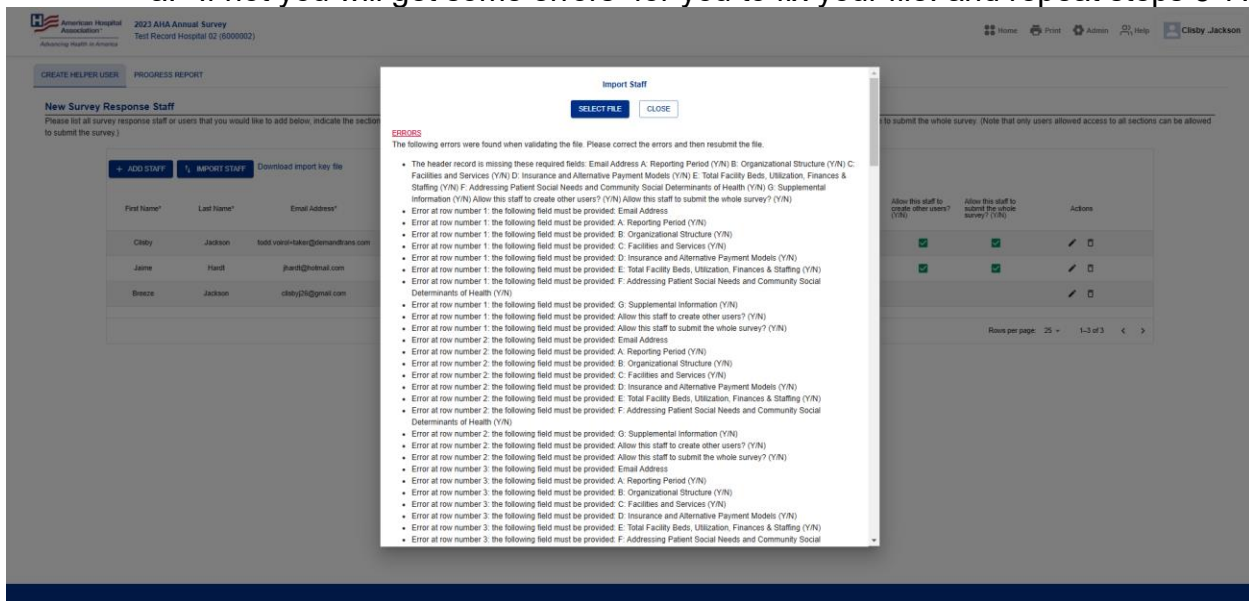 American Hospital
Association™
Advancing Health in America
2023 AHA Annual Survey
Test Record Hospital 02 (6000002)
Home Print Admin Help Clisby Jackson
CREATE HELPER USER PROGRESS REPORT
New Survey Response Staff
Please list all survey response staff or users that you would like to add below, indicate the section
to submit the whole survey. (Note that only users allowed access to all sections can be allowed
to submit the survey.)
+ ADD STAFF IMPORT STAFF Download import key file
First Name* Last Name* Email Address*
Allow this staff to create other users? (Y/N) Allow this staff to submit the whole survey? (Y/N) Actions
Clisby Jackson
Jaime Hardt jhardt@hotmail.com
Breeze Jackson clisbyj26@gmail.com
Rows per page: 25 1–3 of 3
Import Staff
SELECT FILE CLOSE
ERRORS
The following errors were found when validating the file. Please correct the errors and then resubmit the file.
• The header record is missing these required fields: Email Address A: Reporting Period (Y/N) B: Organizational Structure (Y/N) C:
Facilities and Services (Y/N) D: Insurance and Alternative Payment Models (Y/N) E: Total Facility Beds, Utilization, Finances &
Staffing (Y/N) F: Addressing Patient Social Needs and Community Social Determinants of Health (Y/N) G: Supplemental
Information (Y/N) Allow this staff to create other users? (Y/N) Allow this staff to submit the whole survey? (Y/N)
• Error at row number 1: the following field must be provided: Email Address
• Error at row number 1: the following field must be provided: A: Reporting Period (Y/N)
• Error at row number 1: the following field must be provided: B: Organizational Structure (Y/N)
• Error at row number 1: the following field must be provided: C: Facilities and Services (Y/N)
• Error at row number 1: the following field must be provided: D: Insurance and Alternative Payment Models (Y/N)
• Error at row number 1: the following field must be provided: E: Total Facility Beds, Utilization, Finances & Staffing (Y/N)
• Error at row number 1: the following field must be provided: F: Addressing Patient Social Needs and Community Social
Determinants of Health (Y/N)
• Error at row number 1: the following field must be provided: G: Supplemental Information (Y/N)
• Error at row number 1: the following field must be provided: Allow this staff to create other users? (Y/N)
• Error at row number 1: the following field must be provided: Allow this staff to submit the whole survey? (Y/N)
• Error at row number 2: the following field must be provided: Email Address
• Error at row number 2: the following field must be provided: A: Reporting Period (Y/N)
• Error at row number 2: the following field must be provided: B: Organizational Structure (Y/N)
• Error at row number 2: the following field must be provided: C: Facilities and Services (Y/N)
• Error at row number 2: the following field must be provided: D: Insurance and Alternative Payment Models (Y/N)
• Error at row number 2: the following field must be provided: E: Total Facility Beds, Utilization, Finances & Staffing (Y/N)
• Error at row number 2: the following field must be provided: F: Addressing Patient Social Needs and Community Social
Determinants of Health (Y/N)
• Error at row number 2: the following field must be provided: G: Supplemental Information (Y/N)
• Error at row number 2: the following field must be provided: Allow this staff to create other users? (Y/N)
• Error at row number 2: the following field must be provided: Allow this staff to submit the whole survey? (Y/N)
• Error at row number 3: the following field must be provided: Email Address
• Error at row number 3: the following field must be provided: A: Reporting Period (Y/N)
• Error at row number 3: the following field must be provided: B: Organizational Structure (Y/N)
• Error at row number 3: the following field must be provided: C: Facilities and Services (Y/N)
• Error at row number 3: the following field must be provided: D: Insurance and Alternative Payment Models (Y/N)
• Error at row number 3: the following field must be provided: E: Total Facility Beds, Utilization, Finances & Staffing (Y/N)
• Error at row number 3: the following field must be provided: F: Addressing Patient Social Needs and Community Social